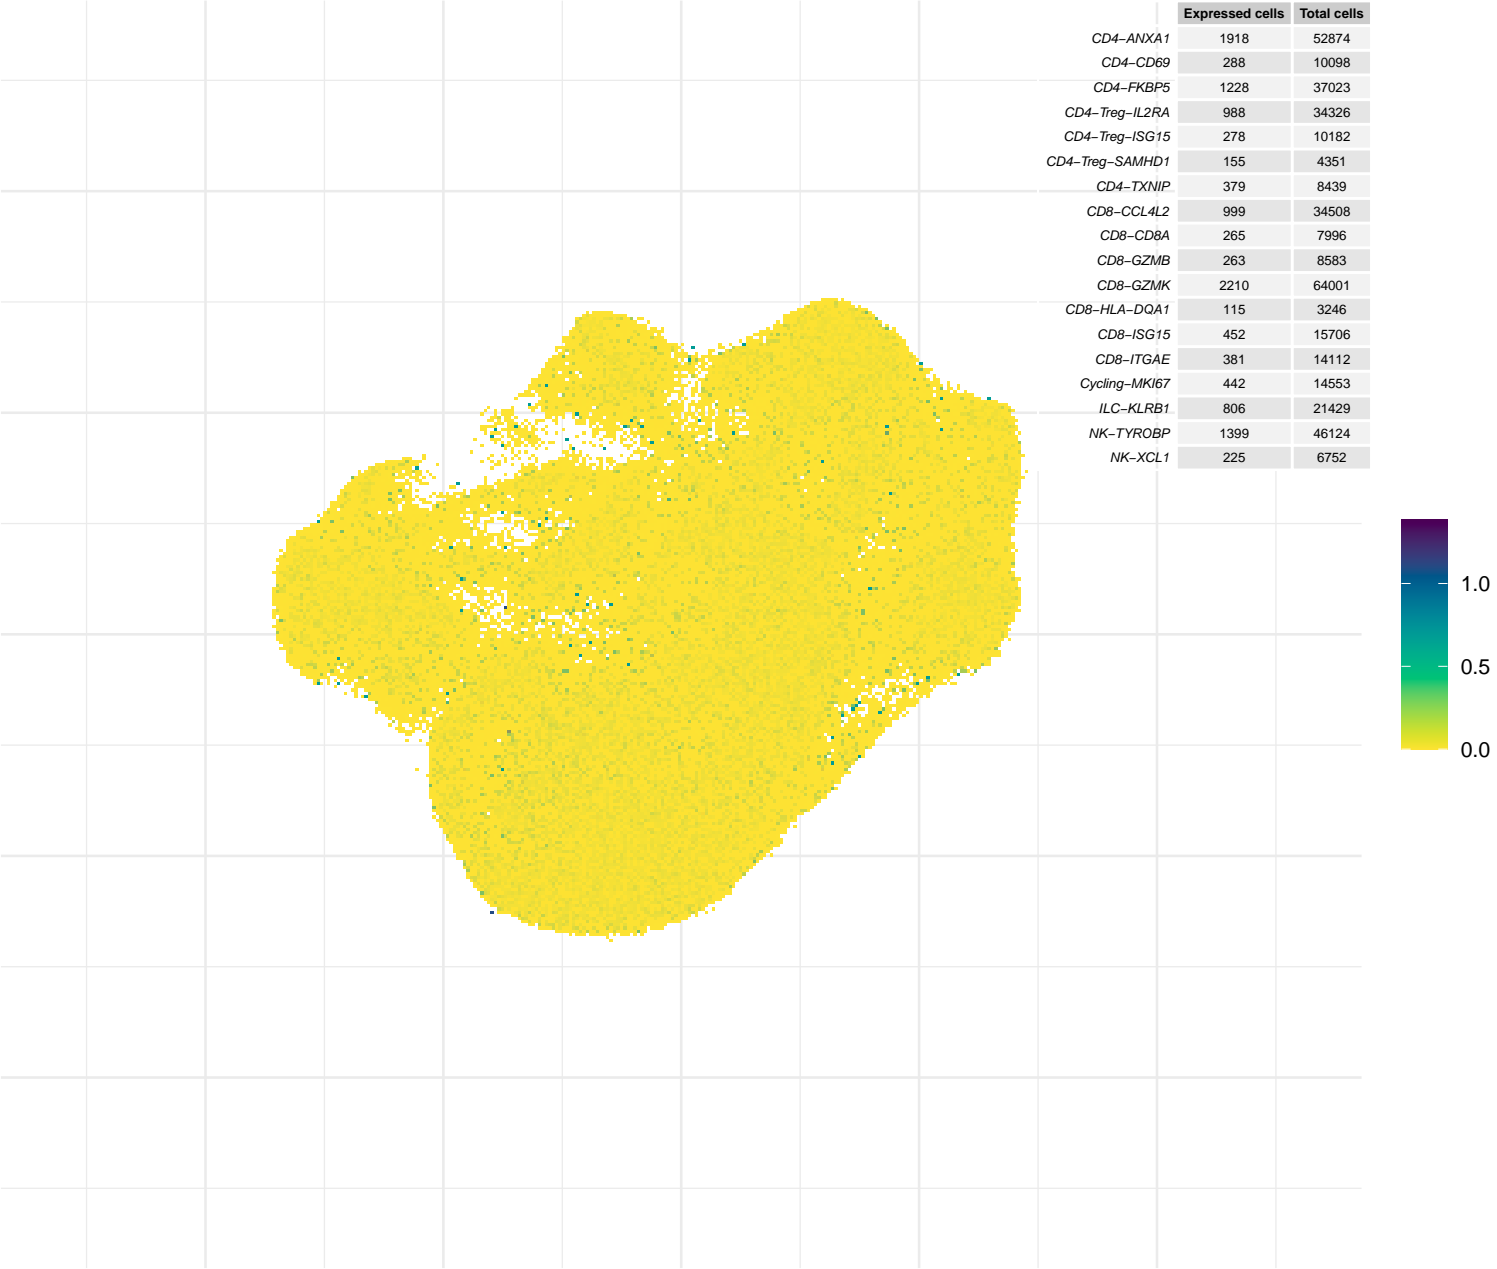 Expressed cells Total cells
CD4−ANXA1 1918 52874
CD4−CD69 288 10098
CD4−FKBP5 1228 37023
CD4−Treg−IL2RA 988 34326
CD4−Treg−ISG15 278 10182
CD4−Treg−SAMHD1 155 4351
CD4−TXNIP 379 8439
CD8−CCL4L2 999 34508
CD8−CD8A 265 7996
CD8−GZMB 263 8583
CD8−GZMK 2210 64001
CD8−HLA−DQA1 115 3246
CD8−ISG15 452 15706
CD8−ITGAE 381 14112
Cycling−MKI67 442 14553
ILC−KLRB1 806 21429
NK−TYROBP 1399 46124
NK−XCL1 225 6752
1.0
0.5
0.0